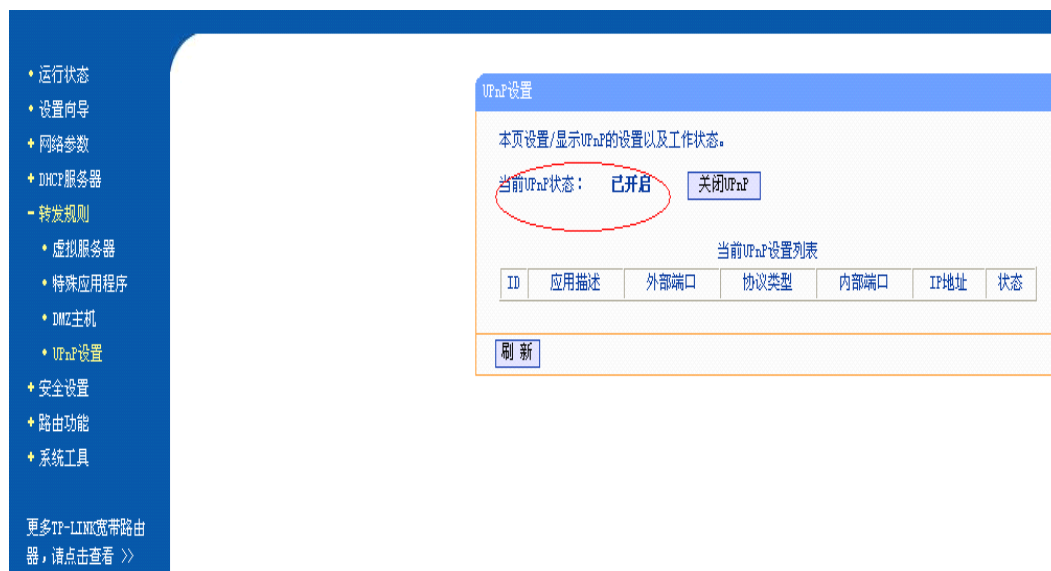 运行状态
设置向导
网络参数
DHCP服务器
转发规则
虚拟服务器
特殊应用程序
DMZ主机
UPnP设置
安全设置
路由功能
系统工具
更多TP-LINK宽带路由
器,请点击查看 >>
UPnP设置
本页设置/显示UPnP的设置以及工作状态。
当前UPnP状态: 已开启 关闭UPnP
当前UPnP设置列表
ID 应用描述 外部端口 协议类型 内部端口 IP地址 状态
刷 新